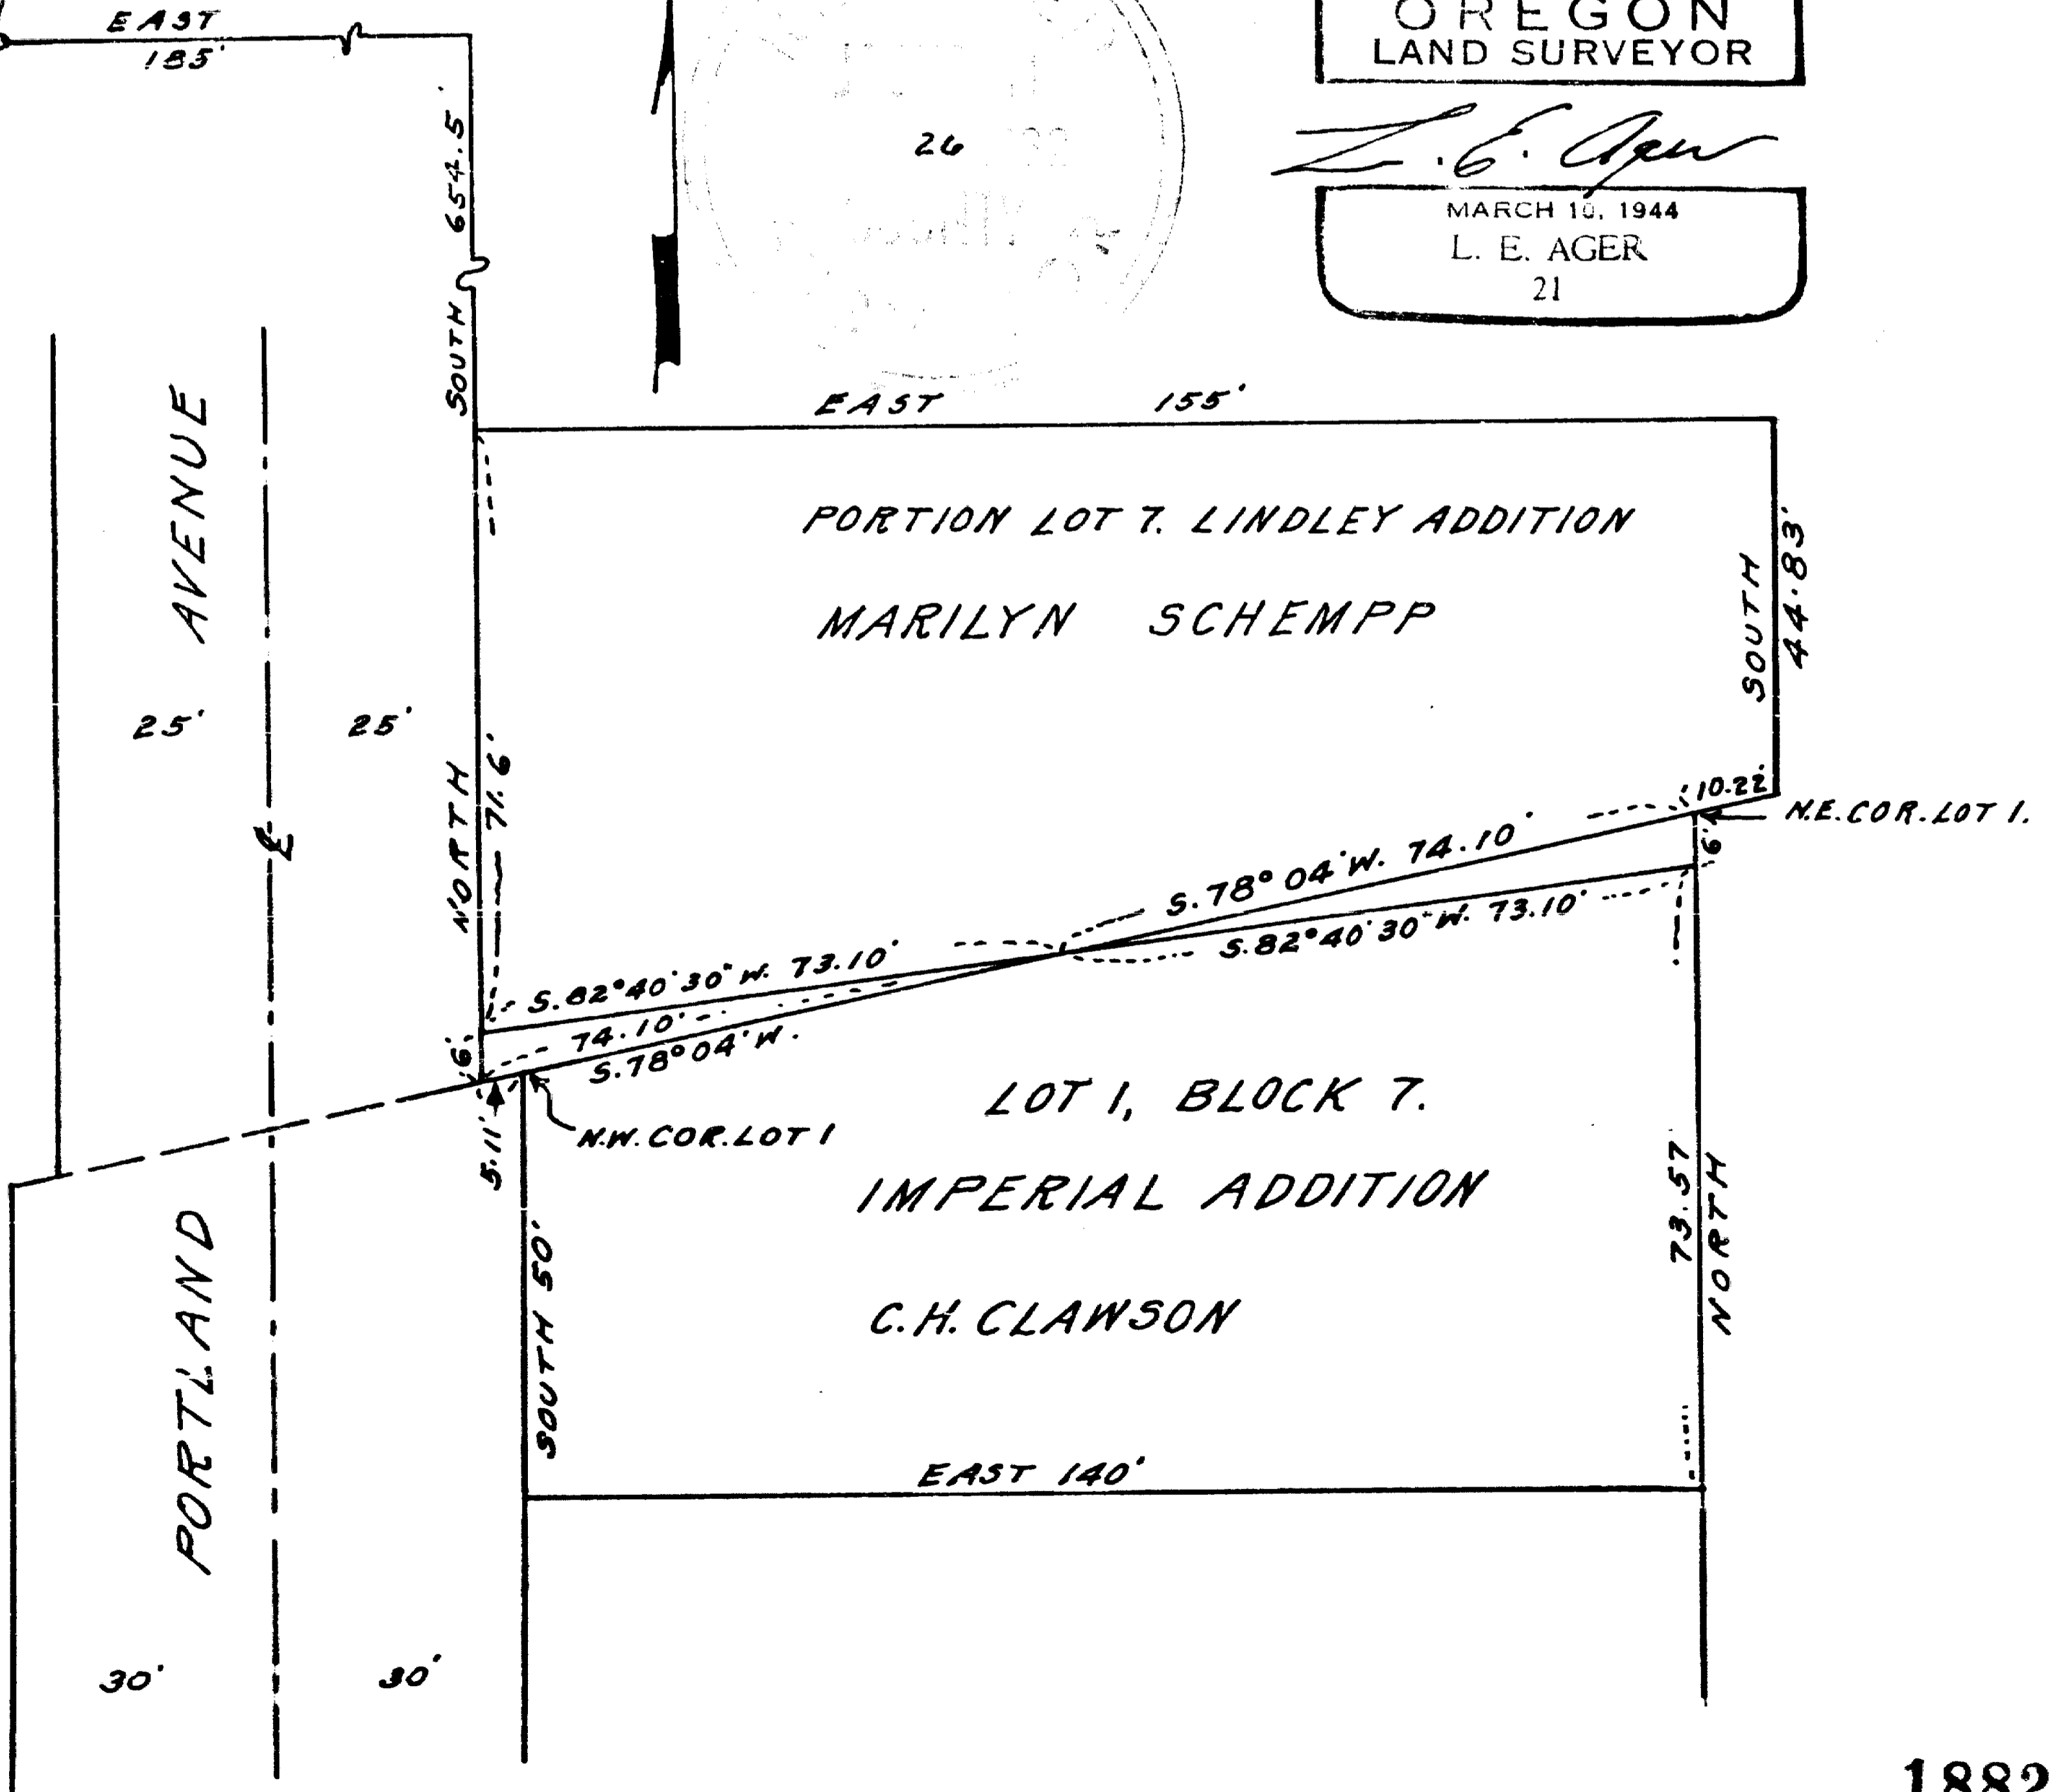 EAST
185'
OREGON
LAND SURVEYOR
654.5'
26
L. E. Ager
MARCH 10, 1944
L. E. AGER
21
SOUTH
EAST 155'
AVENUE
PORTION LOT 7. LINDLEY ADDITION
MARILYN SCHEMPP
SOUTH
44.83'
25' 25'
NORTH
71.6'
10.22'
N.E. COR. LOT 1.
6'
S. 78° 04' W. 74.10'
S. 82° 40' 30" W. 73.10'
S. 82° 40' 30" W. 73.10'
74.10'
S. 78° 04' W.
6'
5.11'
N.W. COR. LOT 1
LOT 1, BLOCK 7.
IMPERIAL ADDITION
C. H. CLAWSON
73.57
NORTH
SOUTH 50'
PORTLAND
EAST 140'
30' 30'
1882